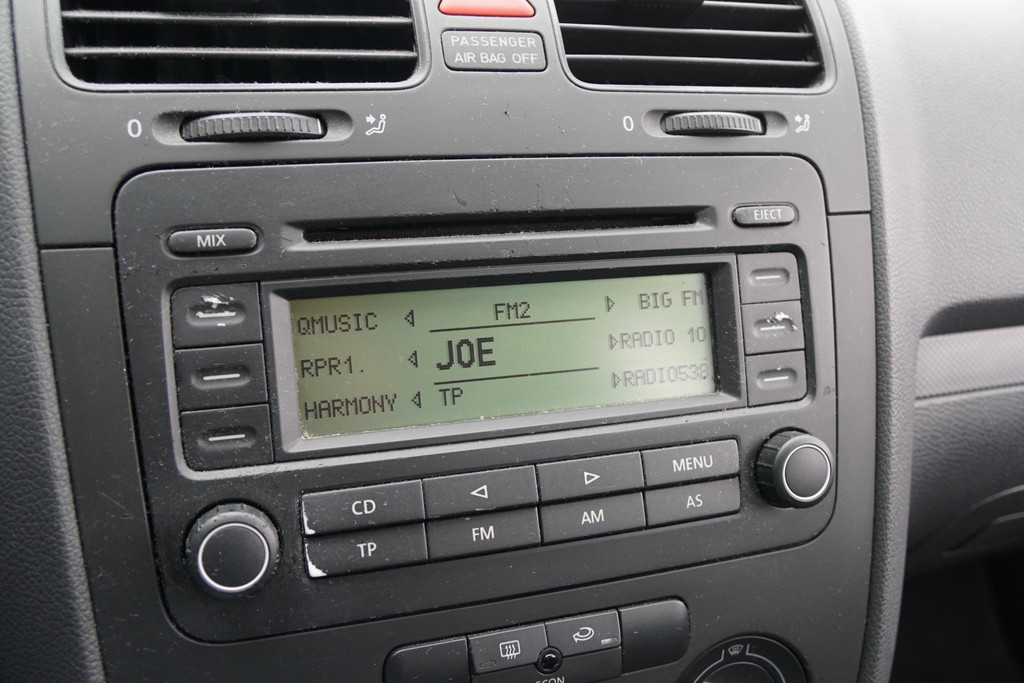 PASSENGER
AIR BAG OFF
0
0
MIX
EJECT
QMUSIC FM2 BIG FM
RPR1. JOE RADIO 10
HARMONY TP RADIO538
CD MENU
TP FM AM AS
ECON